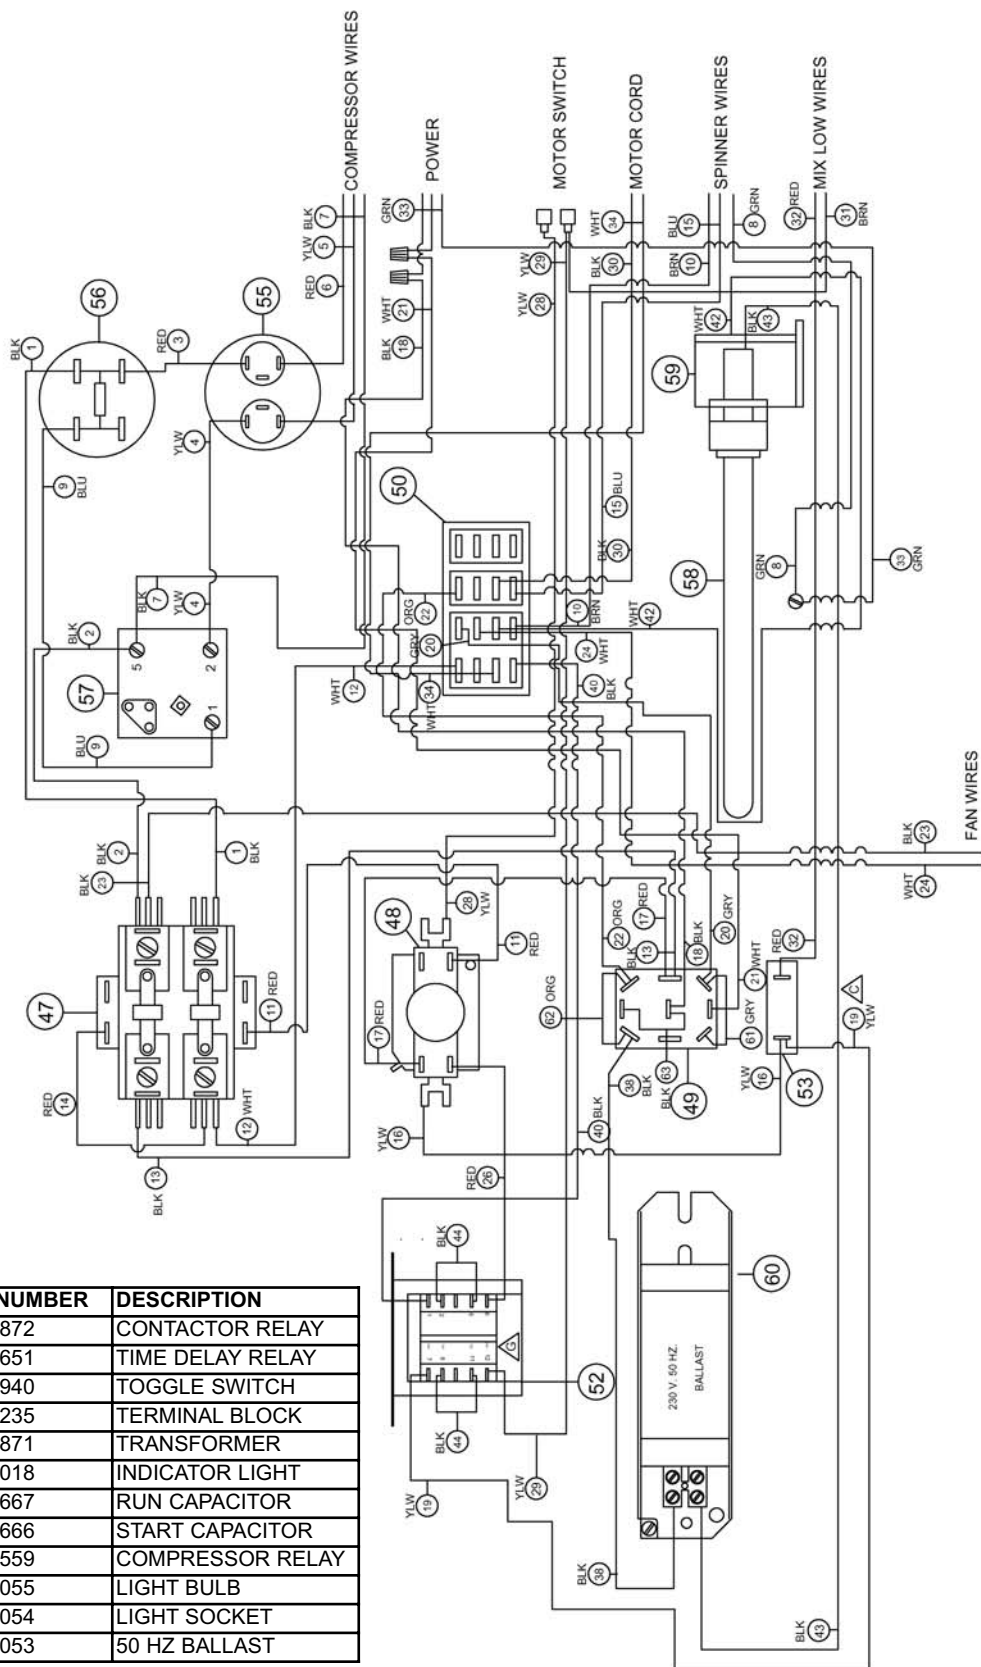 COMPRESSOR WIRES
POWER
MOTOR SWITCH
MOTOR CORD
SPINNER WIRES
MIX LOW WIRES
BLK 7
YLW 5
RED 6
GRN 33
WHT 21
BLK 18
YLW 29
YLW 28
WHT 34
BLK 30
BLU 15
BRN 10
8 GRN
32 RED
31 BRN
56
BLK 1
RED 3
55
YLW 4
9 BLU
50
15 BLU
BLK 30
59
WHT 42
BLK 43
58
GRN 8
33 GRN
57
5
2
1
BLK 2
BLK 7
YLW 4
BLU 9
ORG 22
GRY 20
10 BRN
24 WHT
WHT 42
WHT 12
WHT 34
40 BLK
FAN WIRES
BLK 23
WHT 24
BLK 2
BLK 23
1 BLK
47
11 RED
RED 14
12 WHT
BLK 13
48
28 YLW
11 RED
17 RED
YLW 16
RED 26
17 RED
22 ORG
BLK 13
18 BLK
20 GRY
62 ORG
21 WHT
61 GRY
BLK 63
49
38 BLK
40 BLK
RED 32
19 YLW
C
YLW 16
53
BLK 44
BLK 44
G
52
YLW 19
YLW 29
60
230 V. 50 HZ.
BALLAST
BLK 38
BLK 43
NUMBER DESCRIPTION
872 CONTACTOR RELAY
651 TIME DELAY RELAY
940 TOGGLE SWITCH
235 TERMINAL BLOCK
871 TRANSFORMER
018 INDICATOR LIGHT
667 RUN CAPACITOR
666 START CAPACITOR
559 COMPRESSOR RELAY
055 LIGHT BULB
054 LIGHT SOCKET
053 50 HZ BALLAST